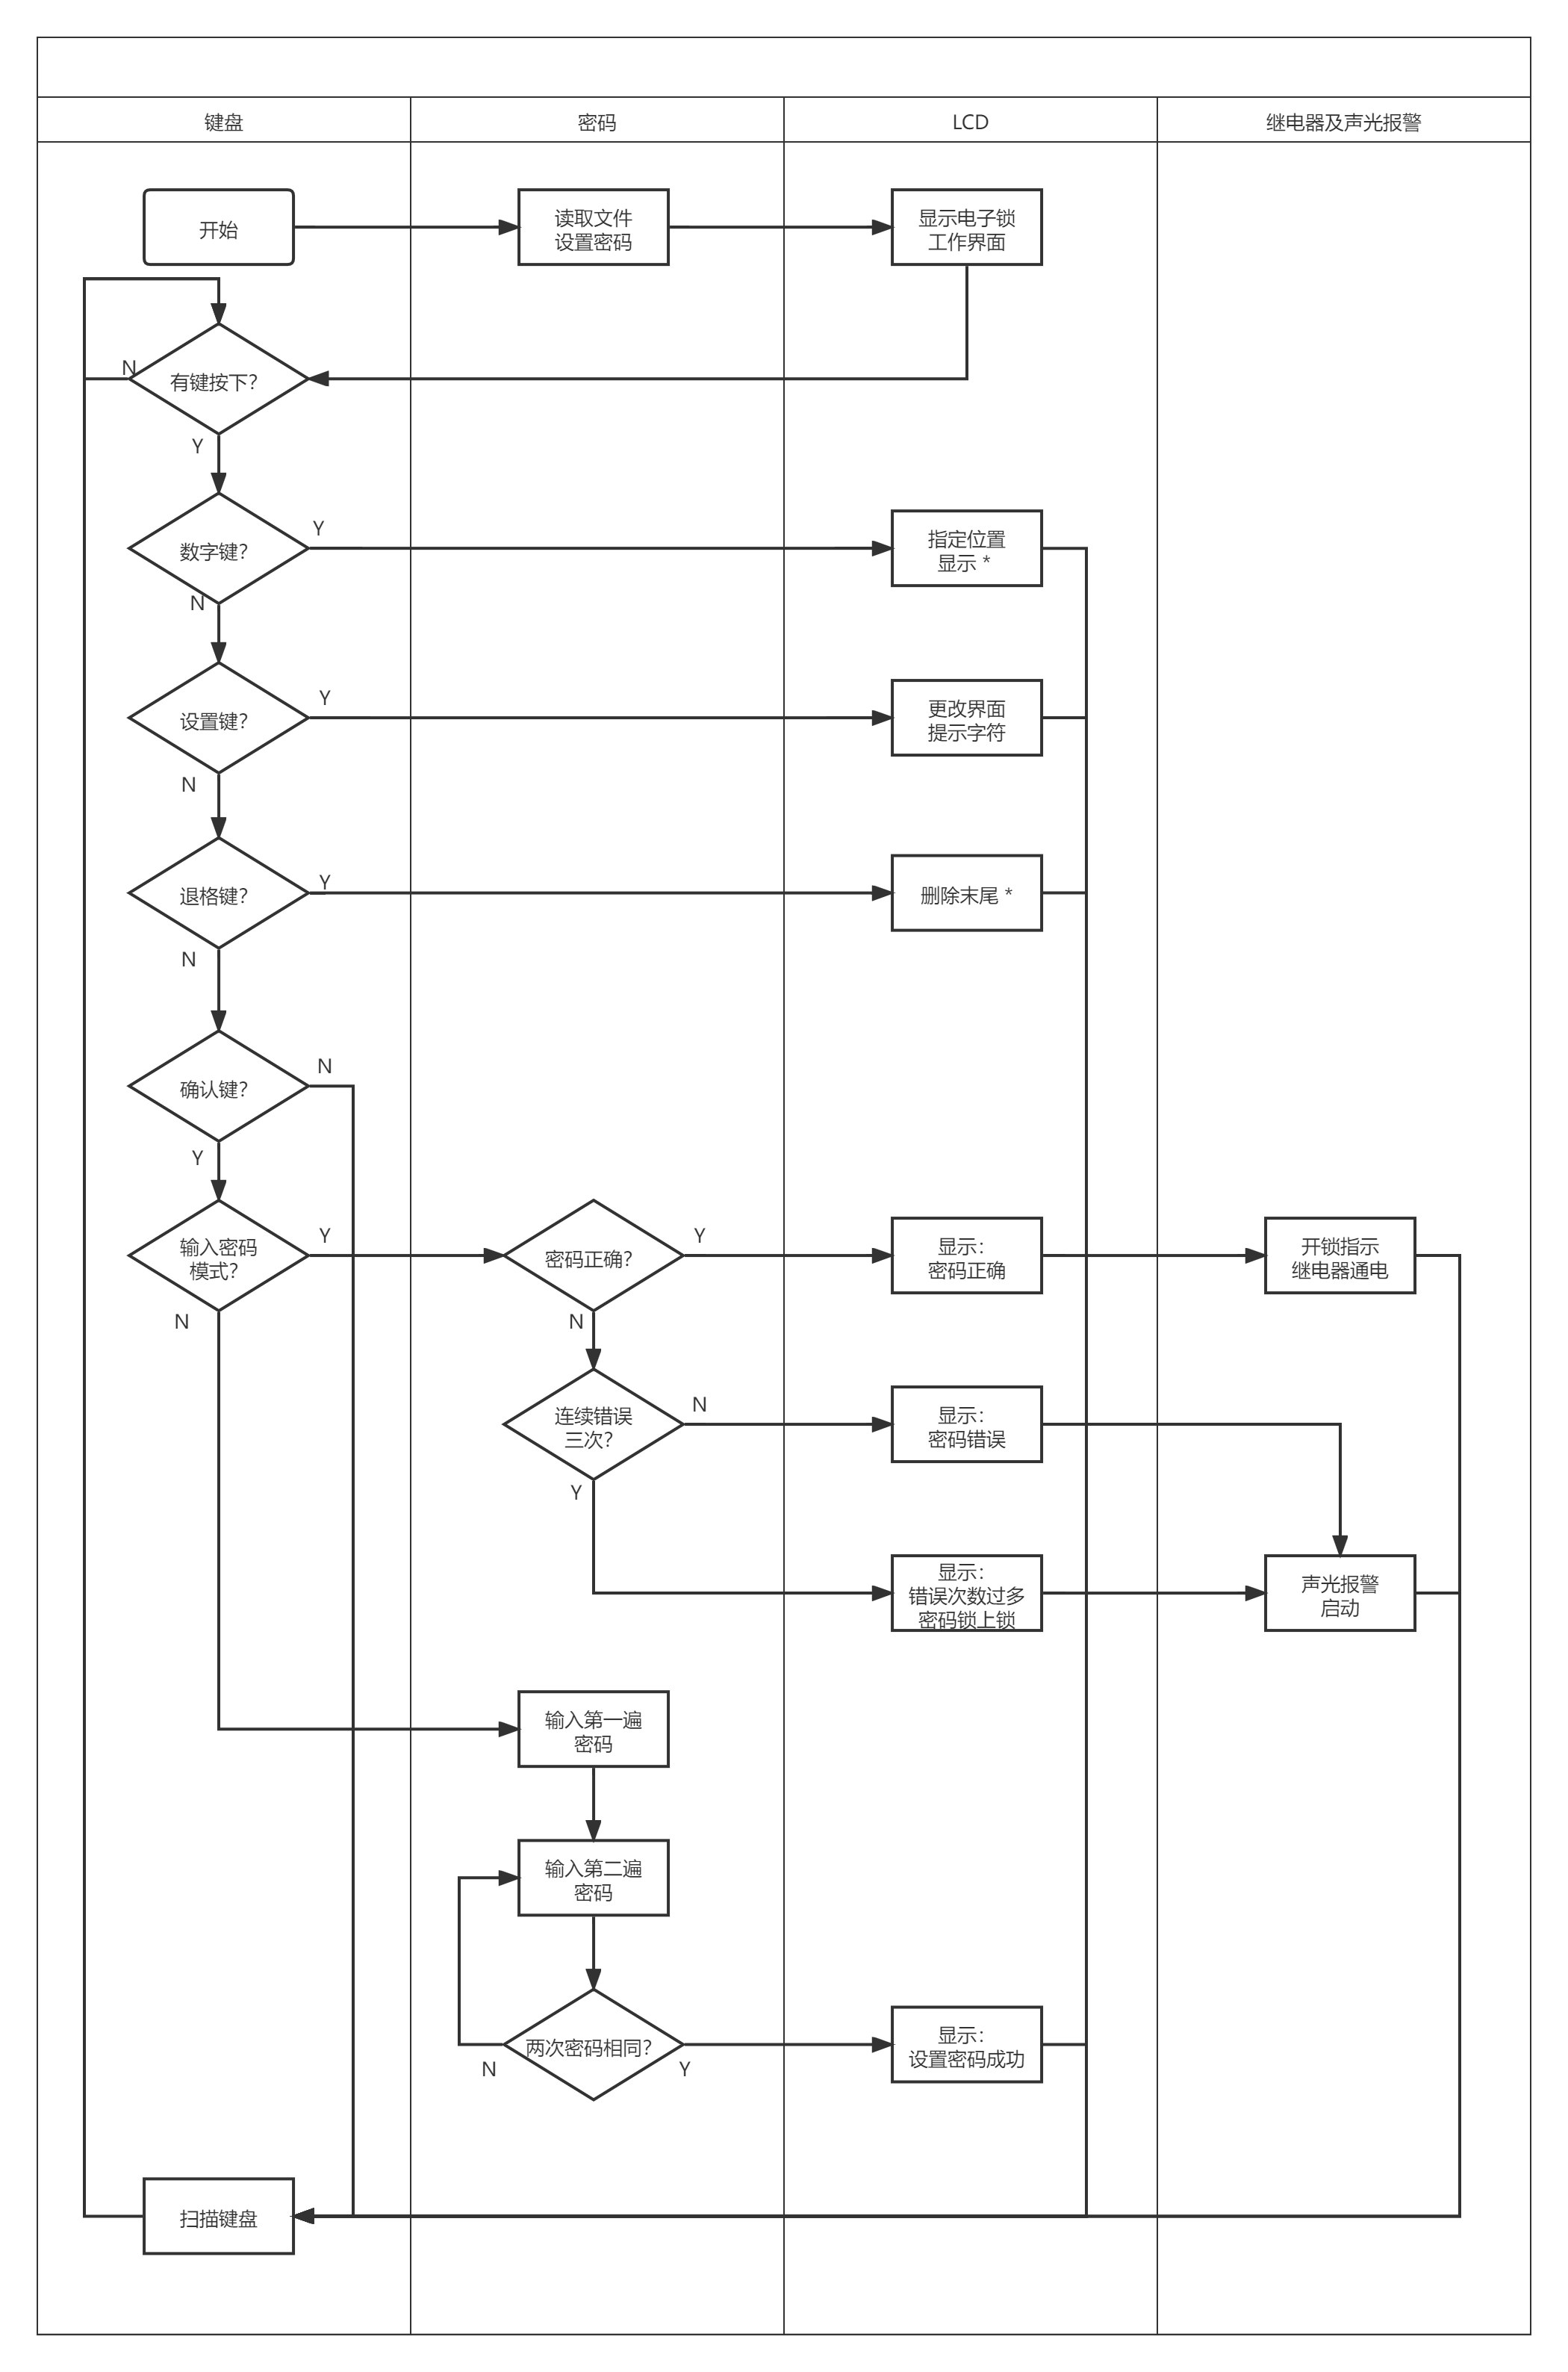 键盘
密码
LCD
继电器及声光报警
开始
读取文件
设置密码
显示电子锁
工作界面
N
有键按下？
Y
数字键？
Y
指定位置
显示 *
N
设置键？
Y
更改界面
提示字符
N
退格键？
Y
删除末尾 *
N
确认键？
N
Y
输入密码
模式？
Y
密码正确？
Y
显示：
密码正确
开锁指示
继电器通电
N
N
连续错误
三次？
N
显示：
密码错误
Y
显示：
错误次数过多
密码锁上锁
声光报警
启动
输入第一遍
密码
输入第二遍
密码
两次密码相同？
N
Y
显示：
设置密码成功
扫描键盘